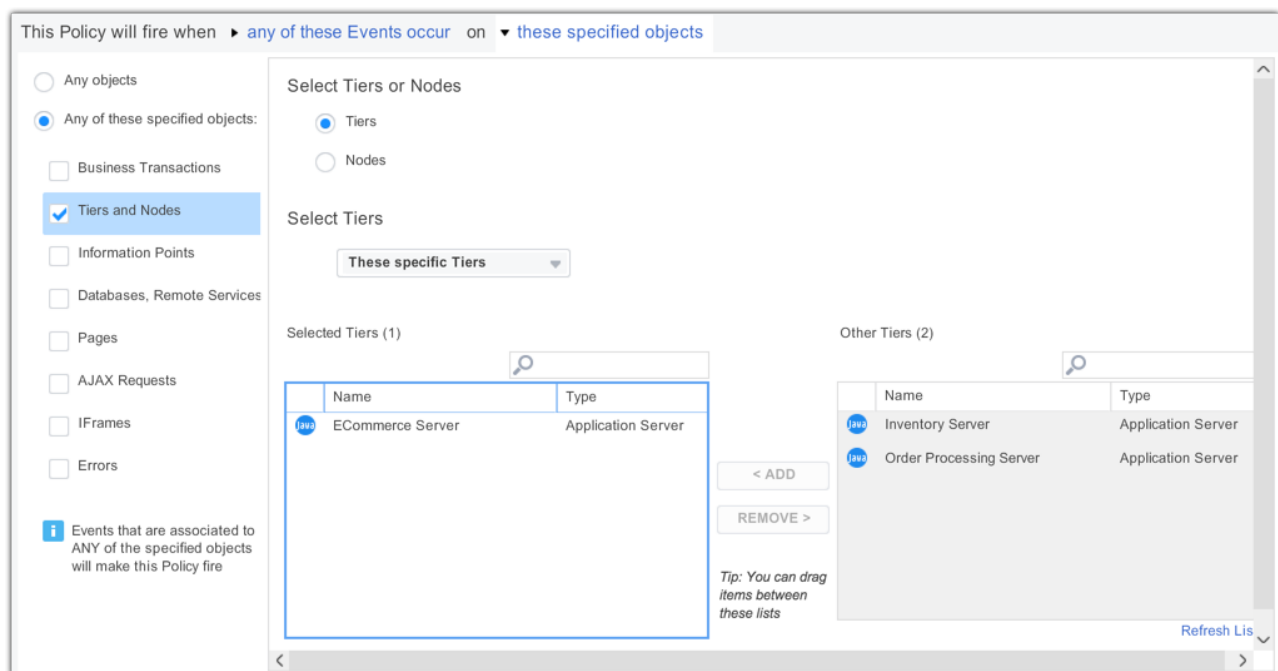 This Policy will fire when any of these Events occur on these specified objects
Any objects
Any of these specified objects:
Business Transactions
Tiers and Nodes
Information Points
Databases, Remote Services
Pages
AJAX Requests
IFrames
Errors
Events that are associated to
ANY of the specified objects
will make this Policy fire
Select Tiers or Nodes
Tiers
Nodes
Select Tiers
These specific Tiers
Selected Tiers (1)
Name Type
Java ECommerce Server Application Server
< ADD
REMOVE >
Tip: You can drag
items between
these lists
Other Tiers (2)
Name Type
Java Inventory Server Application Server
Java Order Processing Server Application Server
Refresh Lis